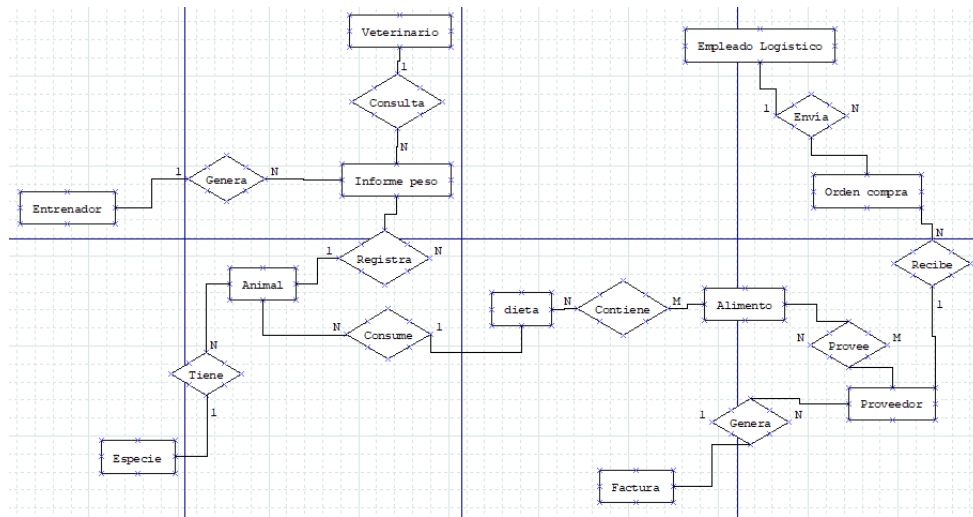 Veterinario
Empleado Logistico
1
Consulta
1
Envía
N
N
1
Genera
N
Informe peso
Orden compra
Entrenador
N
1
Registra
N
Recibe
Animal
1
dieta
N
Contiene
M
Alimento
N
Consume
1
N
Provee
M
N
Tiene
1
Proveedor
1
Genera
N
Especie
Factura